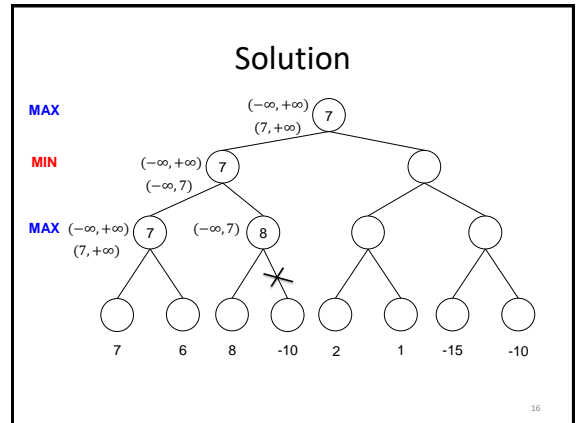 Solution
MAX (−∞, +∞) 7
(7, +∞)
MIN (−∞, +∞) 7
(−∞, 7)
MAX (−∞, +∞) 7 (−∞, 7) 8
(7, +∞)
7 6 8 -10 2 1 -15 -10
16